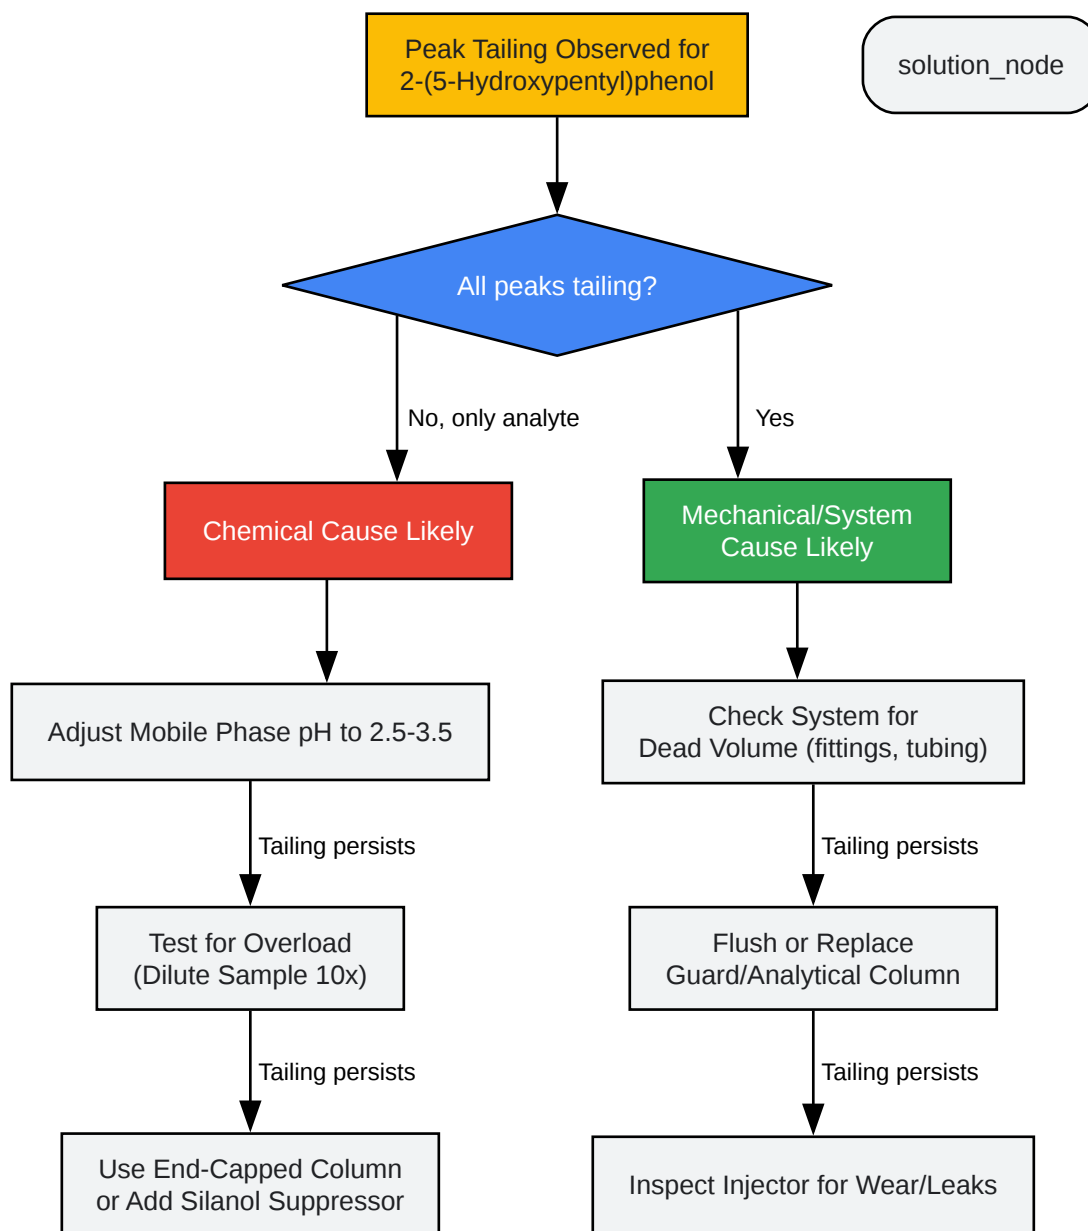 Peak Tailing Observed for
2-(5-Hydroxypentyl)phenol
solution_node
All peaks tailing?
No, only analyte
Yes
Chemical Cause Likely
Mechanical/System
Cause Likely
Adjust Mobile Phase pH to 2.5-3.5
Check System for
Dead Volume (fittings, tubing)
Tailing persists
Tailing persists
Test for Overload
(Dilute Sample 10x)
Flush or Replace
Guard/Analytical Column
Tailing persists
Tailing persists
Use End-Capped Column
or Add Silanol Suppressor
Inspect Injector for Wear/Leaks